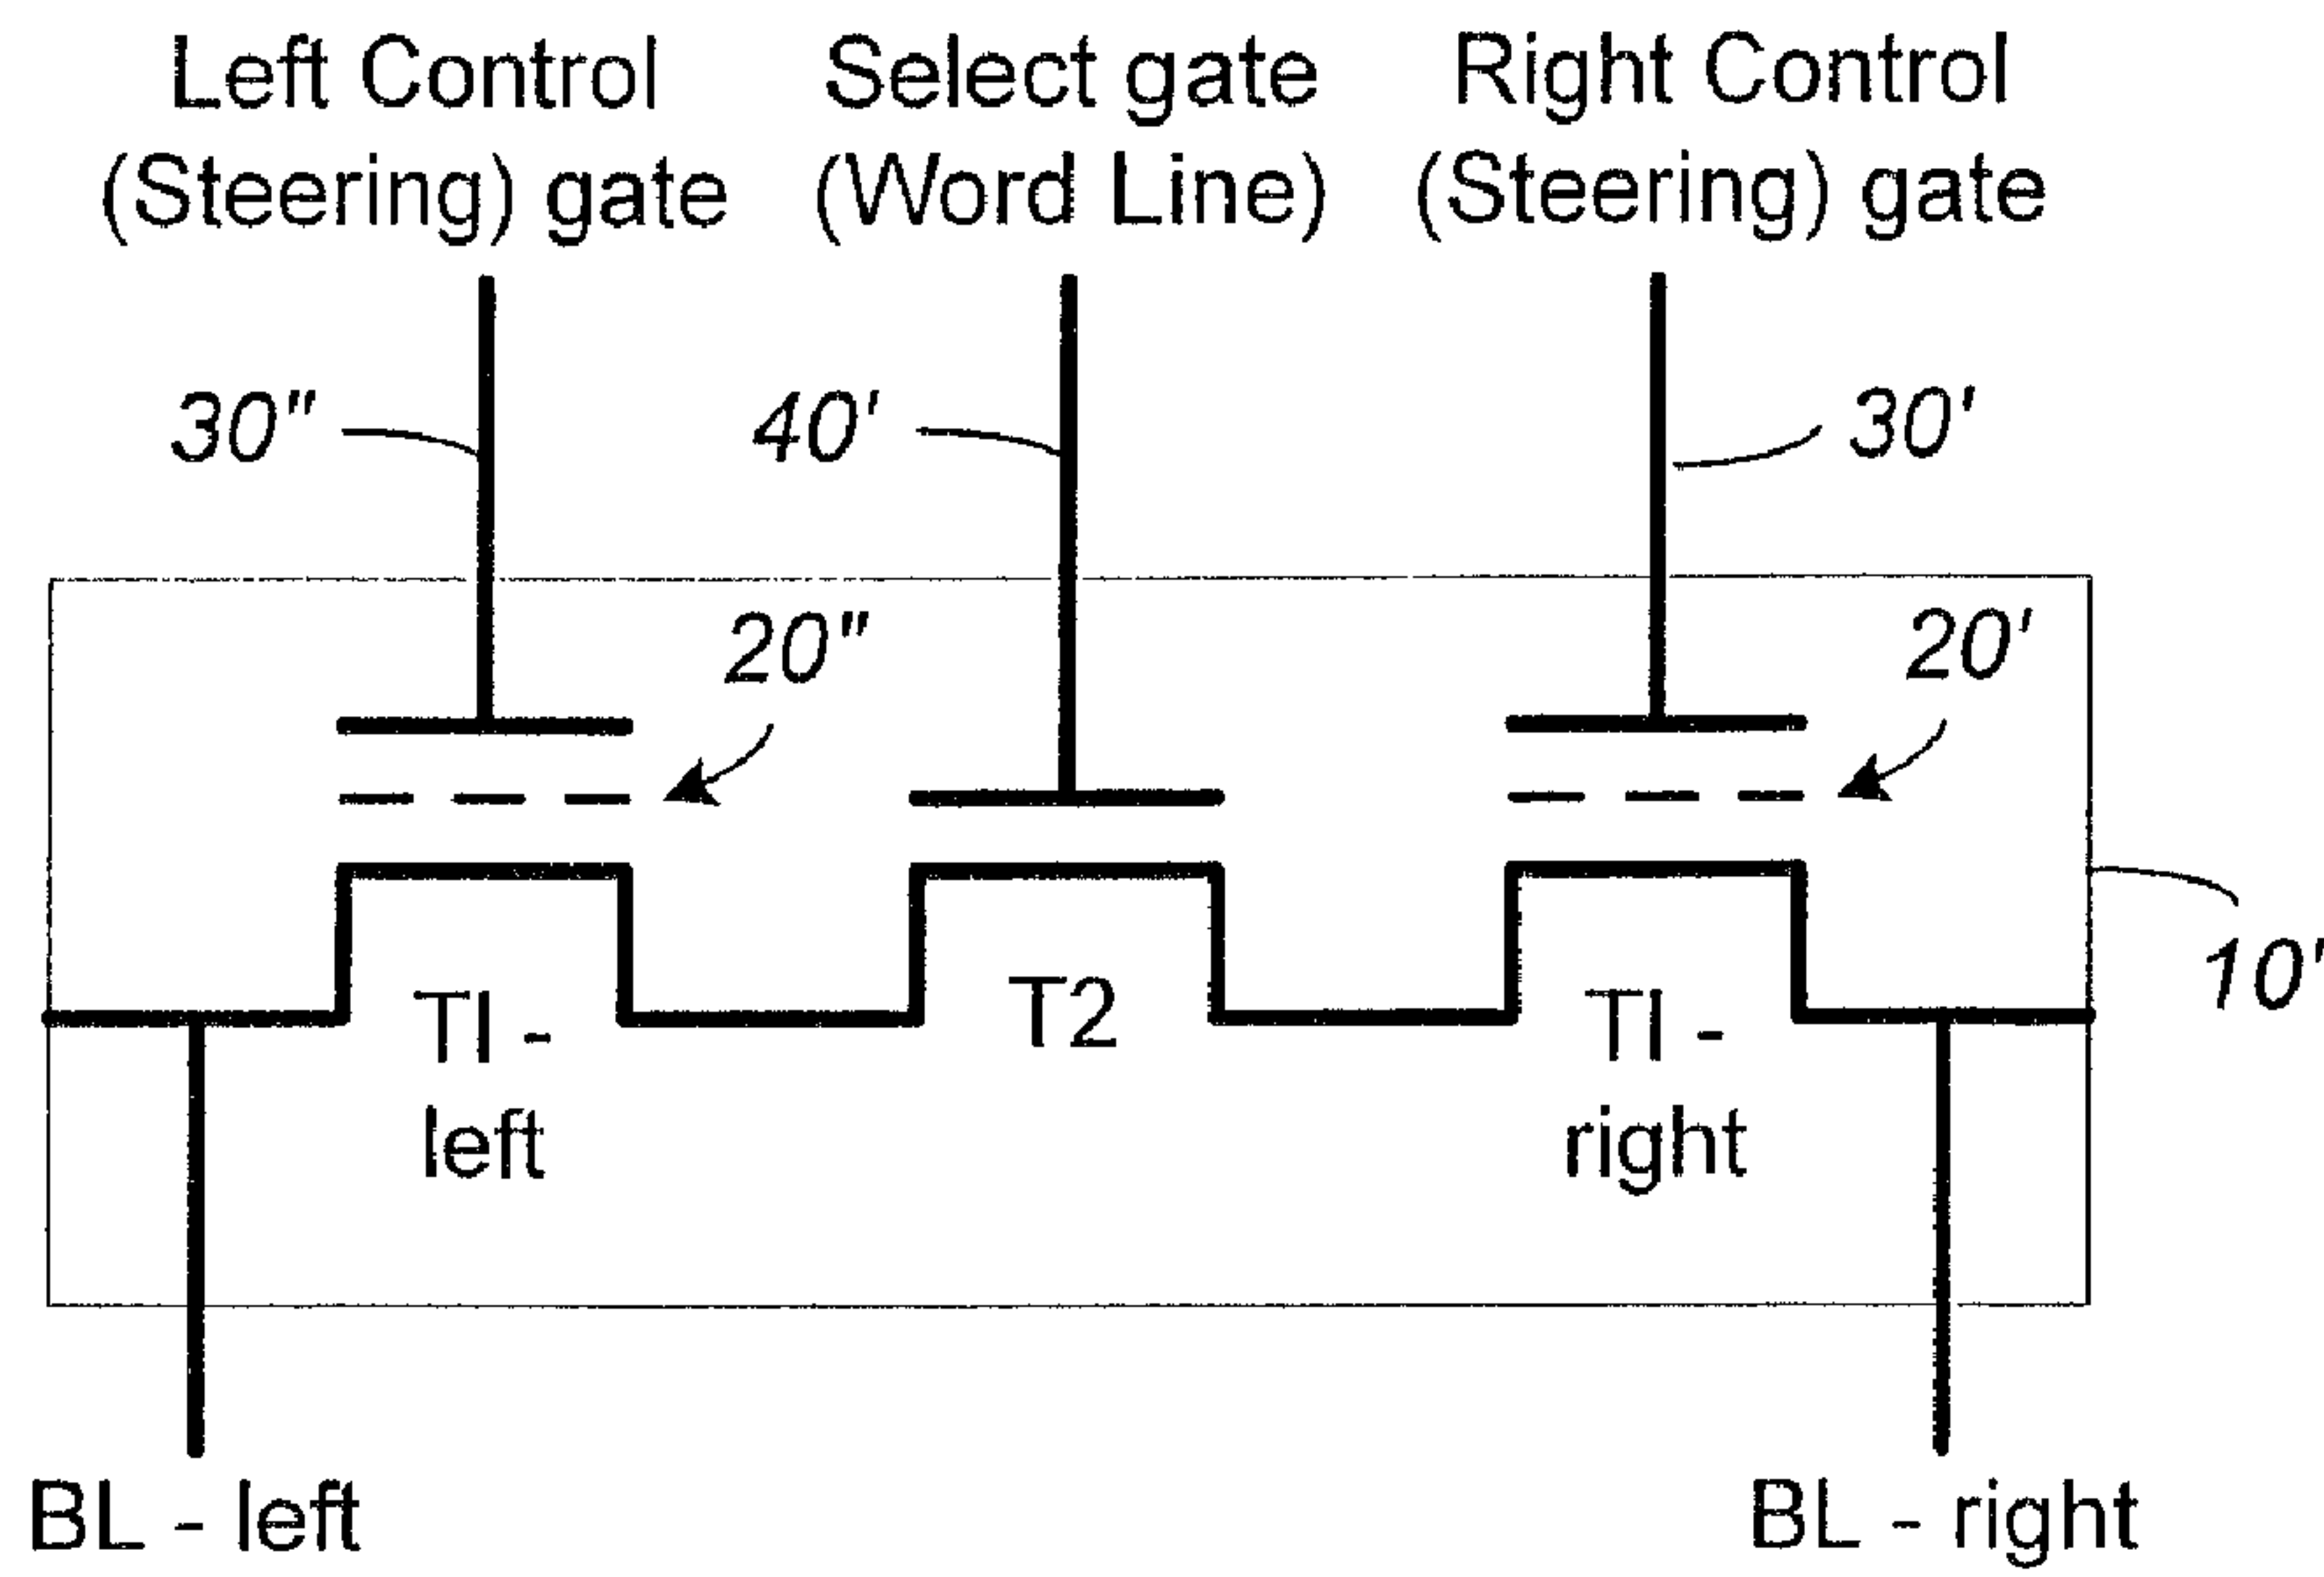 Left Control
(Steering) gate
Select gate
(Word Line)
Right Control
(Steering) gate
30"
40'
30'
20"
20'
10'
TI -
left
T2
TI -
right
BL - left
BL - right